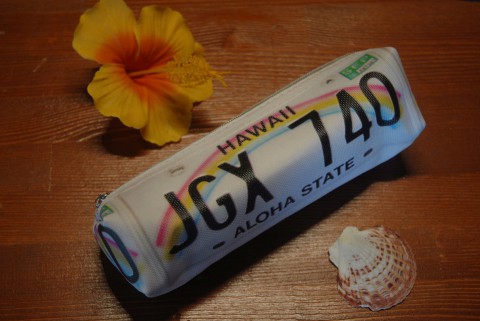 HAWAII
JGX 740
ALOHA STATE